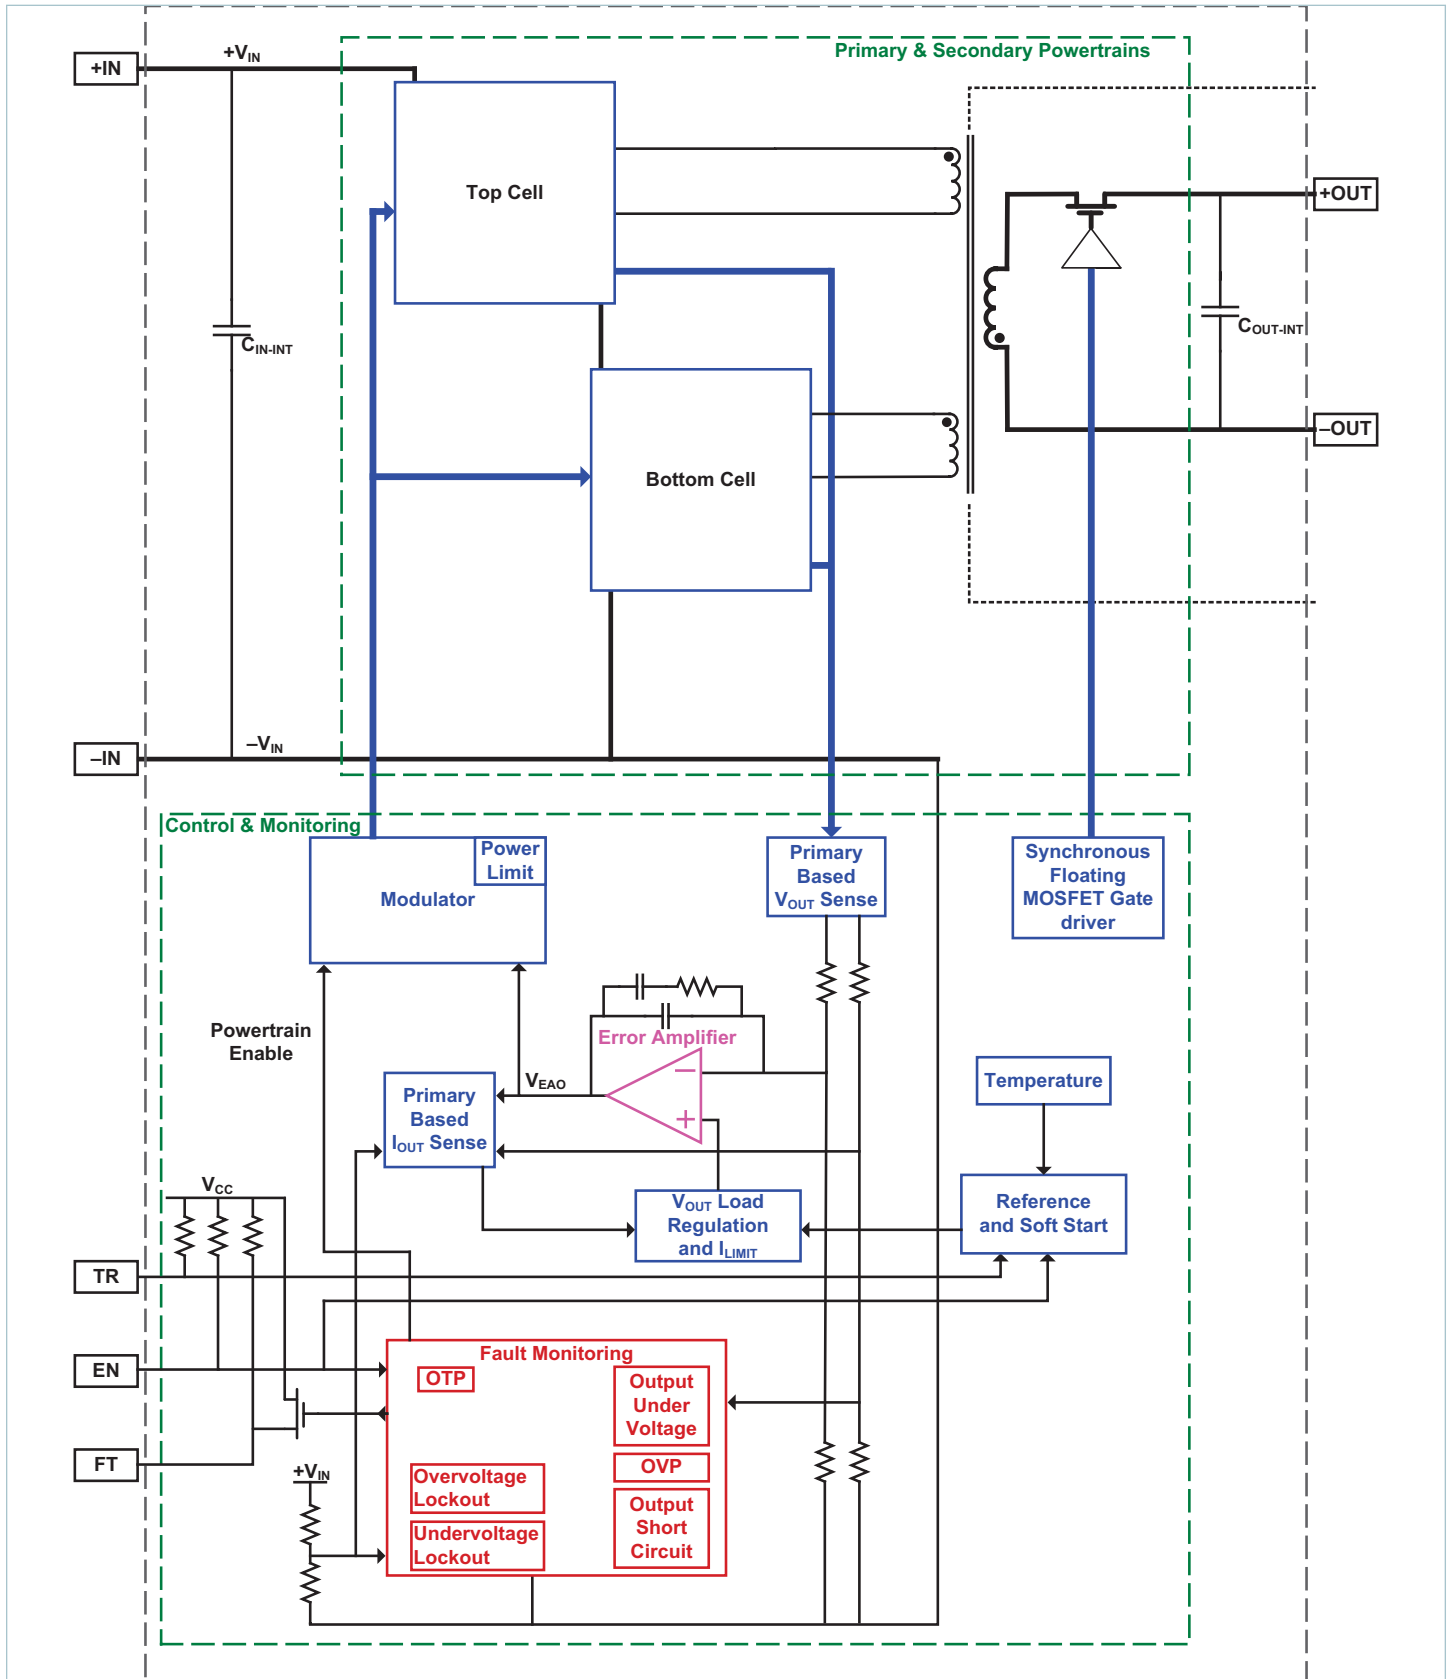 Primary & Secondary Powertrains
+IN
+VIN
Top Cell
+OUT
CIN-INT
COUT-INT
–OUT
Bottom Cell
–IN
–VIN
Control & Monitoring
Power
Limit
Modulator
Primary
Based
VOUT Sense
Synchronous
Floating
MOSFET Gate
driver
Powertrain
Enable
Error Amplifier
–
+
VEAO
Primary
Based
IOUT Sense
Temperature
VCC
VOUT Load
Regulation
and ILIMIT
Reference
and Soft Start
TR
EN
FT
Fault Monitoring
OTP
Output
Under
Voltage
OVP
Output
Short
Circuit
+VIN
Overvoltage
Lockout
Undervoltage
Lockout